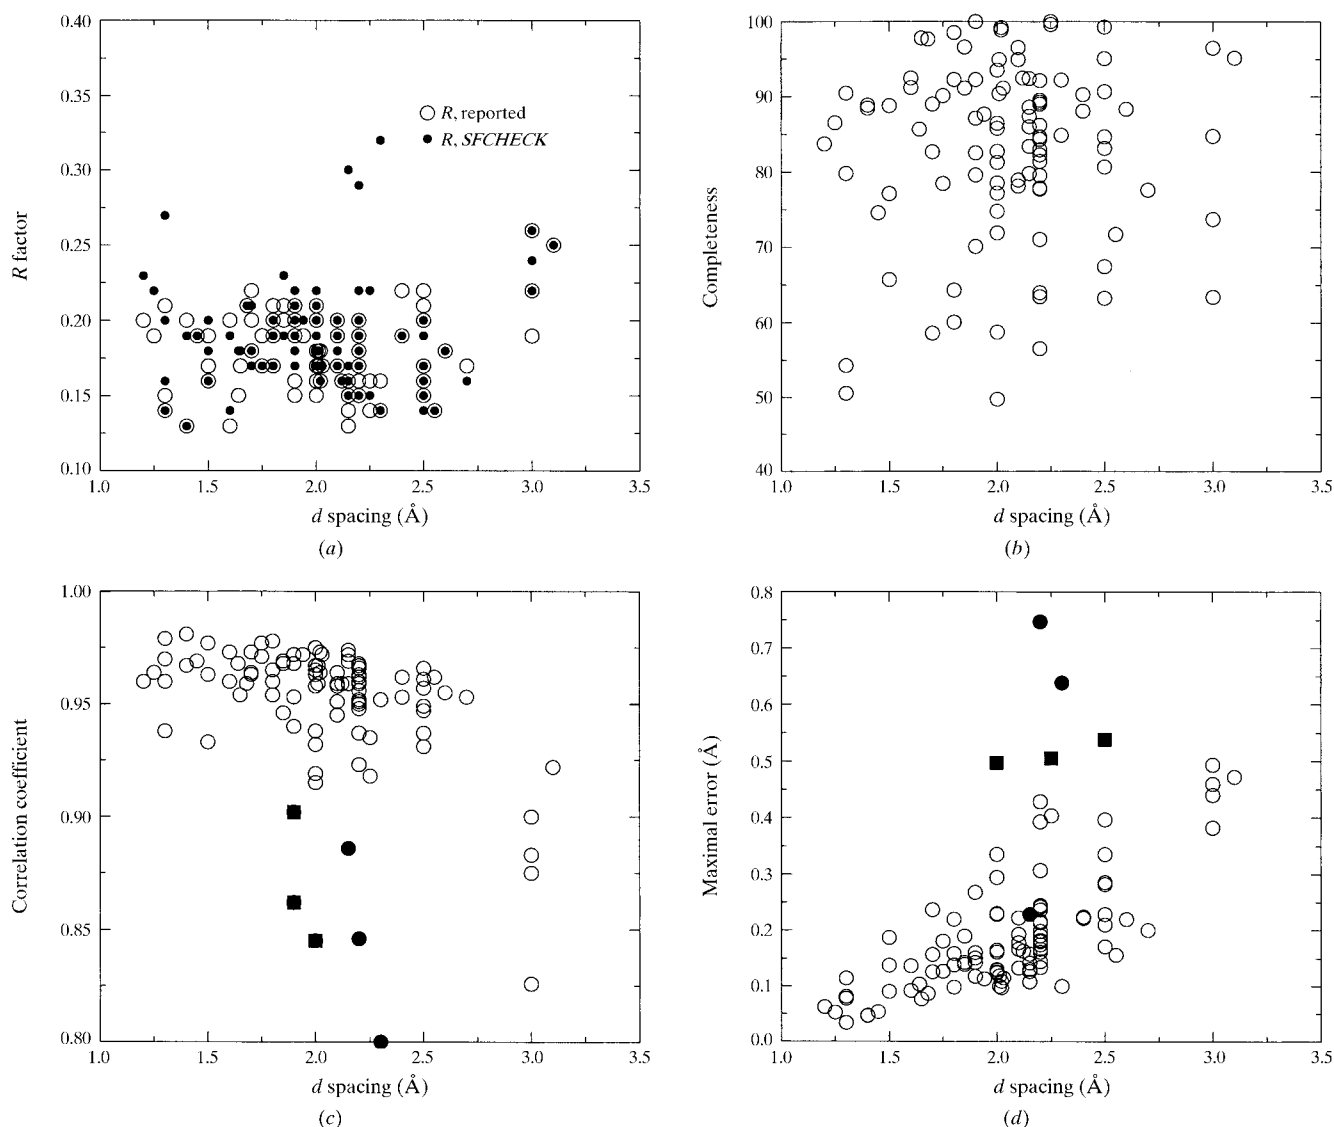 0.40
0.35
0.30
0.25
0.20
0.15
0.10
R factor
R, reported
R, SFCHECK
1.0 1.5 2.0 2.5 3.0 3.5
d spacing (Å)
(a)
100
90
80
70
60
50
40
Completeness
1.0 1.5 2.0 2.5 3.0 3.5
d spacing (Å)
(b)
1.00
0.95
0.90
0.85
0.80
Correlation coefficient
1.0 1.5 2.0 2.5 3.0 3.5
d spacing (Å)
(c)
0.8
0.7
0.6
0.5
0.4
0.3
0.2
0.1
0.0
Maximal error (Å)
1.0 1.5 2.0 2.5 3.0 3.5
d spacing (Å)
(d)